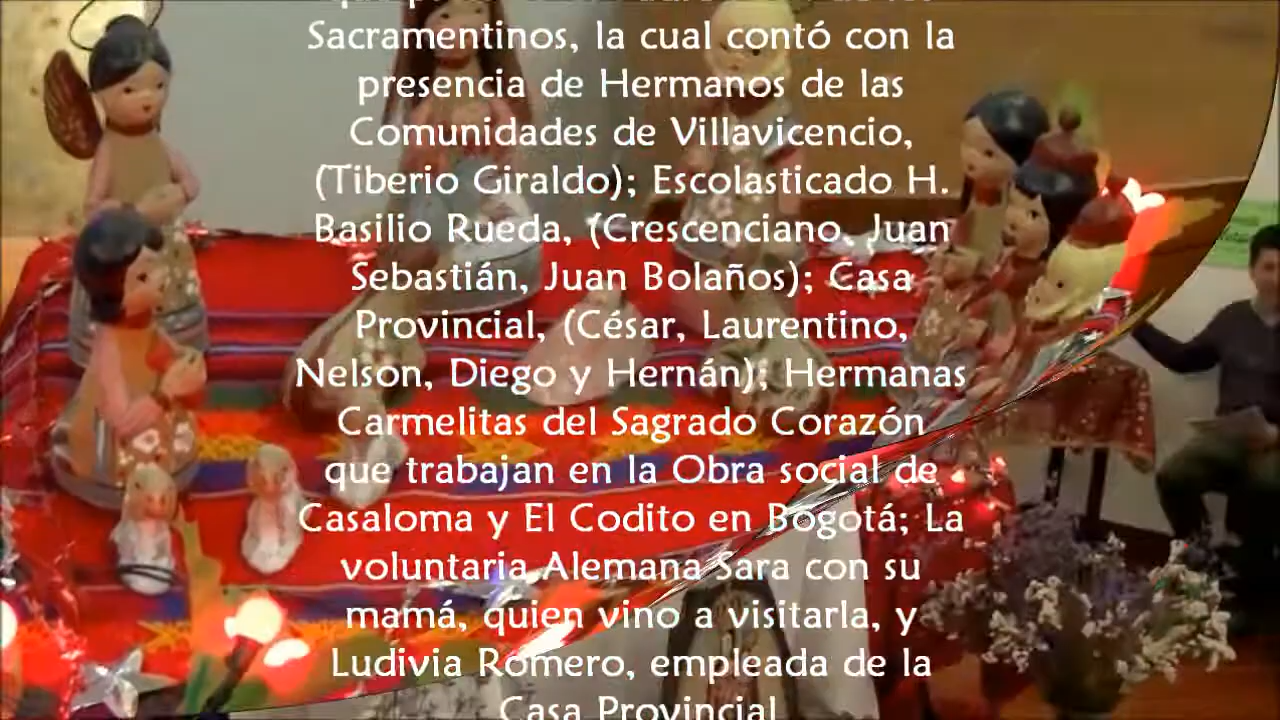 Sacramentinos, la cual contó con la
presencia de Hermanos de las
Comunidades de Villavicencio,
(Tiberio Giraldo); Escolasticado H.
Basilio Rueda, (Crescenciano, Juan
Sebastián, Juan Bolaños); Casa
Provincial, (César, Laurentino,
Nelson, Diego y Hernán); Hermanas
Carmelitas del Sagrado Corazón
que trabajan en la Obra social de
Casaloma y El Codito en Bogotá; La
voluntaria Alemana Sara con su
mamá, quien vino a visitarla, y
Ludivia Romero, empleada de la
Casa Provincial